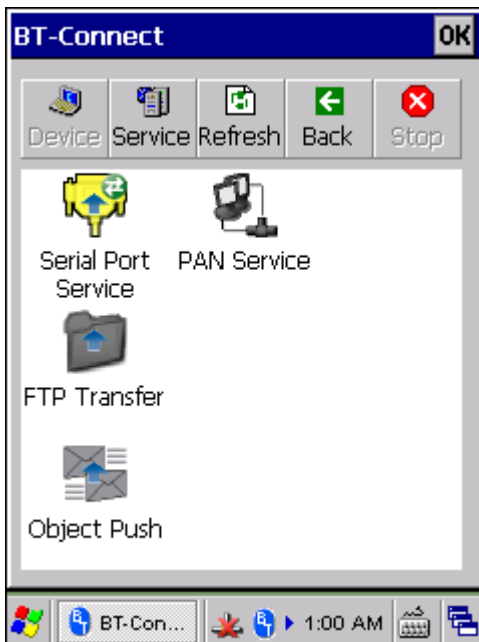 BT-Connect OK
Device Service Refresh Back Stop
Serial Port Service PAN Service
FTP Transfer
Object Push
BT-Con... 1:00 AM